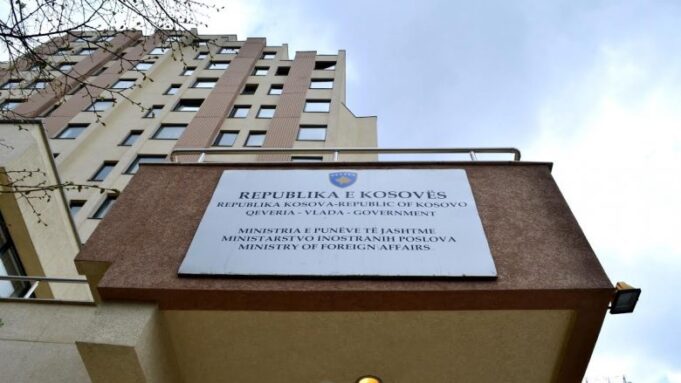 REPUBLIKA E KOSOVËS
REPUBLIKA KOSOVA-REPUBLIC OF KOSOVO
QEVERIA - VLADA - GOVERNMENT
MINISTRIA E PUNËVE TË JASHTME
MINISTARSTVO INOSTRANIH POSLOVA
MINISTRY OF FOREIGN AFFAIRS